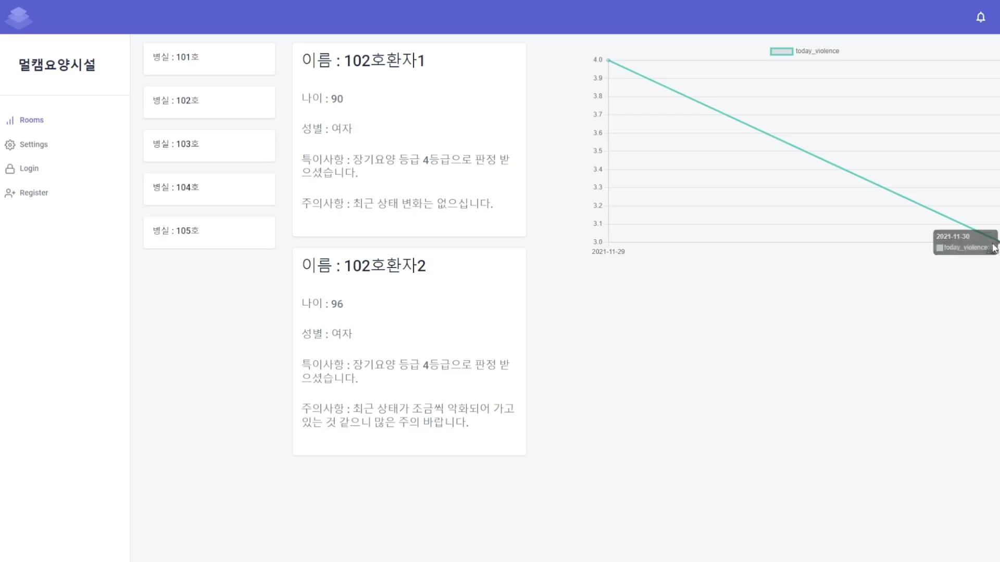 멀캠요양시설
Rooms
Settings
Login
Register
병실 : 101호
병실 : 102호
병실 : 103호
병실 : 104호
병실 : 105호
이름 : 102호환자1
나이 : 90
성별 : 여자
특이사항 : 장기요양 등급 4등급으로 판정 받
으셨습니다.
주의사항 : 최근 상태 변화는 없으십니다.
이름 : 102호환자2
나이 : 96
성별 : 여자
특이사항 : 장기요양 등급 4등급으로 판정 받
으셨습니다.
주의사항 : 최근 상태가 조금씩 악화되어 가고
있는 것 같으니 많은 주의 바랍니다.
today_violence
4.0
3.9
3.8
3.7
3.6
3.5
3.4
3.3
3.2
3.1
3.0
2021-11-29
2021-11-30
today_violence: